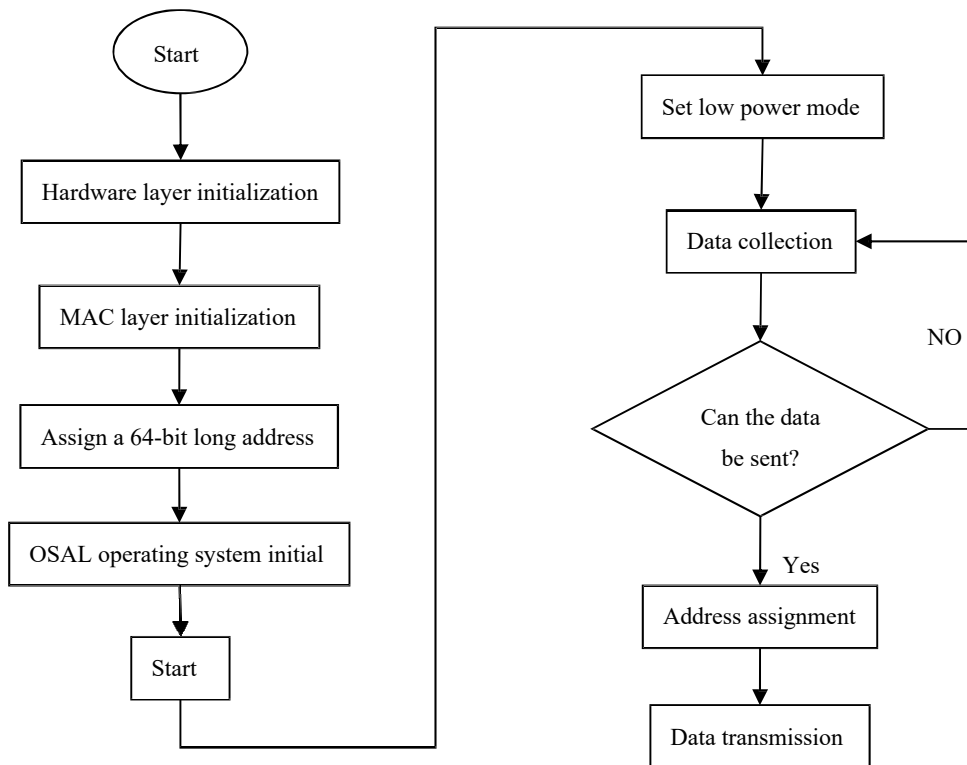 Start
Hardware layer initialization
MAC layer initialization
Assign a 64-bit long address
OSAL operating system initial
Start
Set low power mode
Data collection
NO
Can the data
be sent?
Yes
Address assignment
Data transmission